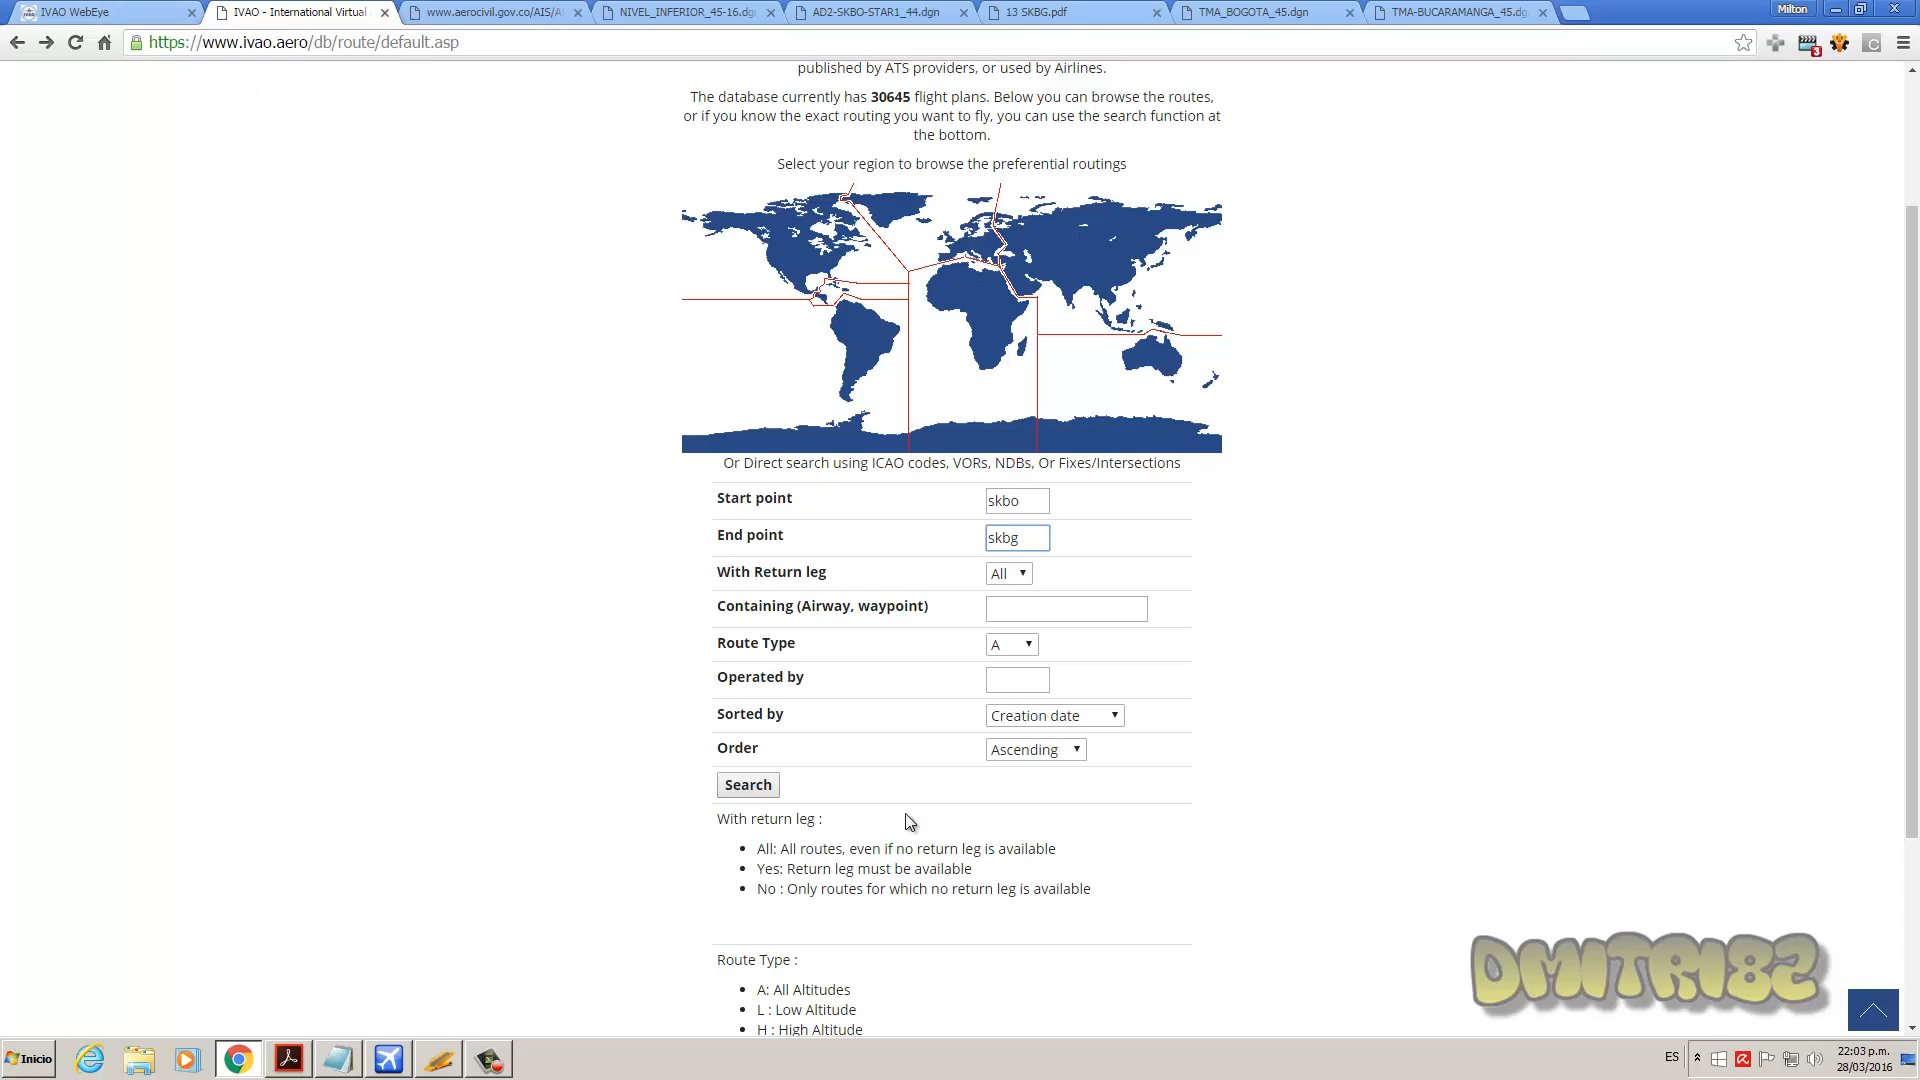 IVAO WebEye
IVAO - International Virtual
www.aerocivil.gov.co/AIS/A
NIVEL_INFERIOR_45-16.dg
AD2-SKBO-STAR1_44.dgn
13 SKBG.pdf
TMA_BOGOTA_45.dgn
TMA-BUCARAMANGA_45.dg
Milton
https://www.ivao.aero/db/route/default.asp
3
published by ATS providers, or used by Airlines.
The database currently has 30645 flight plans. Below you can browse the routes,
or if you know the exact routing you want to fly, you can use the search function at
the bottom.
Select your region to browse the preferential routings
Or Direct search using ICAO codes, VORs, NDBs, Or Fixes/Intersections
Start point skbo
End point skbg
With Return leg All
Containing (Airway, waypoint)
Route Type A
Operated by
Sorted by Creation date
Order Ascending
Search
With return leg :
• All: All routes, even if no return leg is available
• Yes: Return leg must be available
• No : Only routes for which no return leg is available
Route Type :
• A: All Altitudes
• L : Low Altitude
• H : High Altitude
DMITRI82
Inicio
ES
22:03 p.m.
28/03/2016